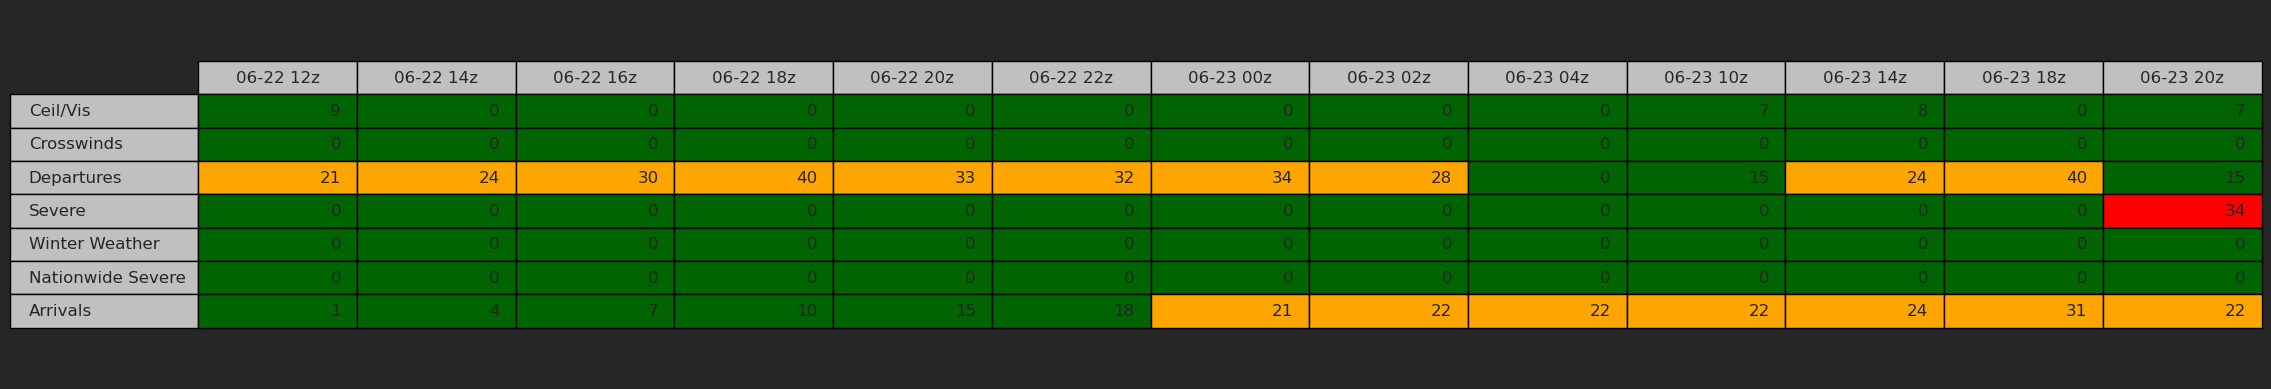 06-22 12z 06-22 14z 06-22 16z 06-22 18z 06-22 20z 06-22 22z 06-23 00z 06-23 02z 06-23 04z 06-23 10z 06-23 14z 06-23 18z 06-23 20z
Ceil/Vis 9 0 0 0 0 0 0 0 0 7 8 0 7
Crosswinds 0 0 0 0 0 0 0 0 0 0 0 0 0
Departures 21 24 30 40 33 32 34 28 0 15 24 40 15
Severe 0 0 0 0 0 0 0 0 0 0 0 0 34
Winter Weather 0 0 0 0 0 0 0 0 0 0 0 0 0
Nationwide Severe 0 0 0 0 0 0 0 0 0 0 0 0 0
Arrivals 1 4 7 10 15 18 21 22 22 22 24 31 22